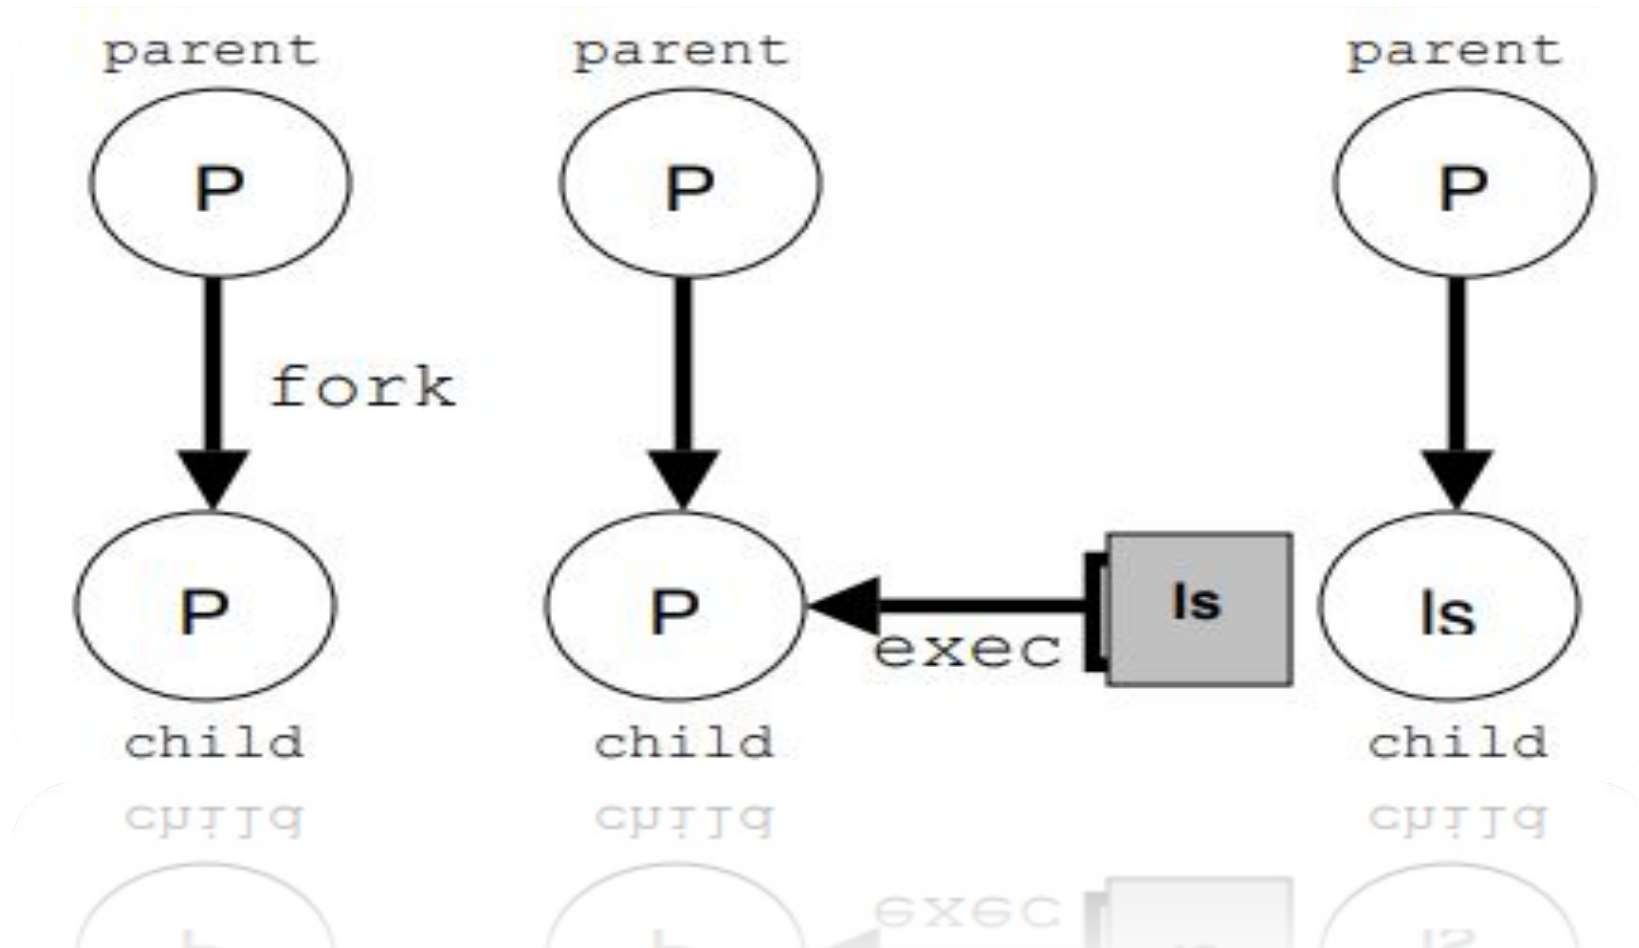 parent parent parent
P P P
fork
P P ls ls
exec
child child child